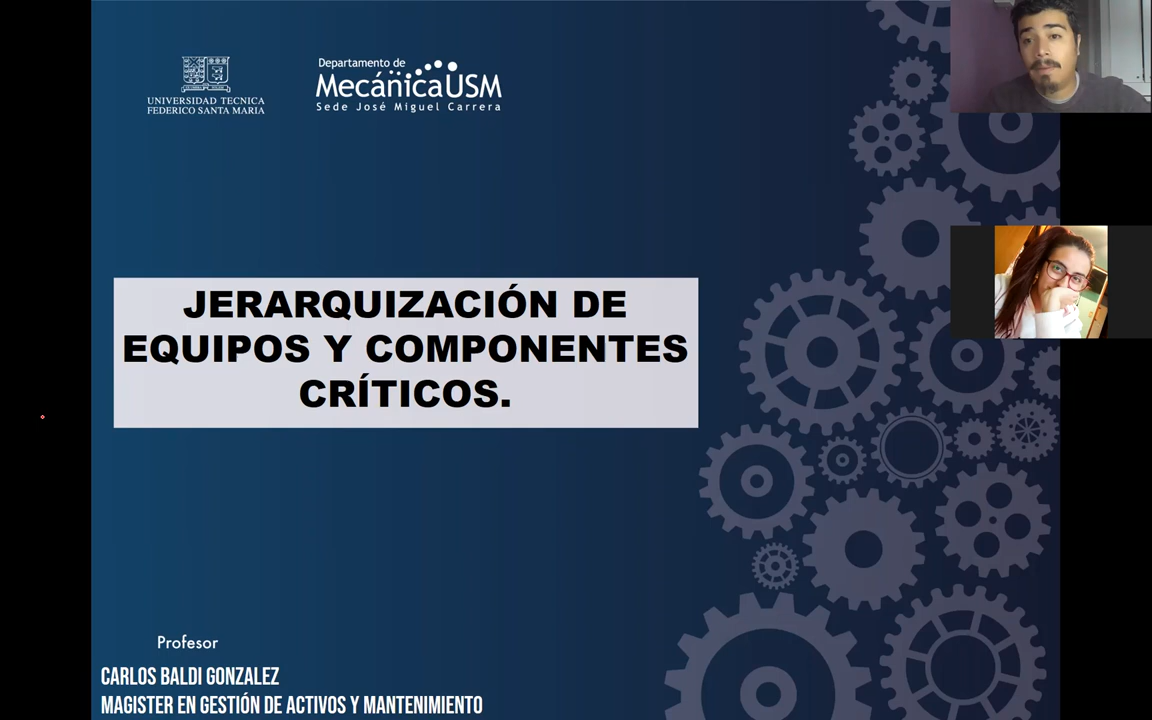 UNIVERSIDAD TECNICA
FEDERICO SANTA MARIA
Departamento de
MecánicaUSM
Sede José Miguel Carrera
JERARQUIZACIÓN DE
EQUIPOS Y COMPONENTES
CRÍTICOS.
Profesor
CARLOS BALDI GONZALEZ
MAGISTER EN GESTIÓN DE ACTIVOS Y MANTENIMIENTO